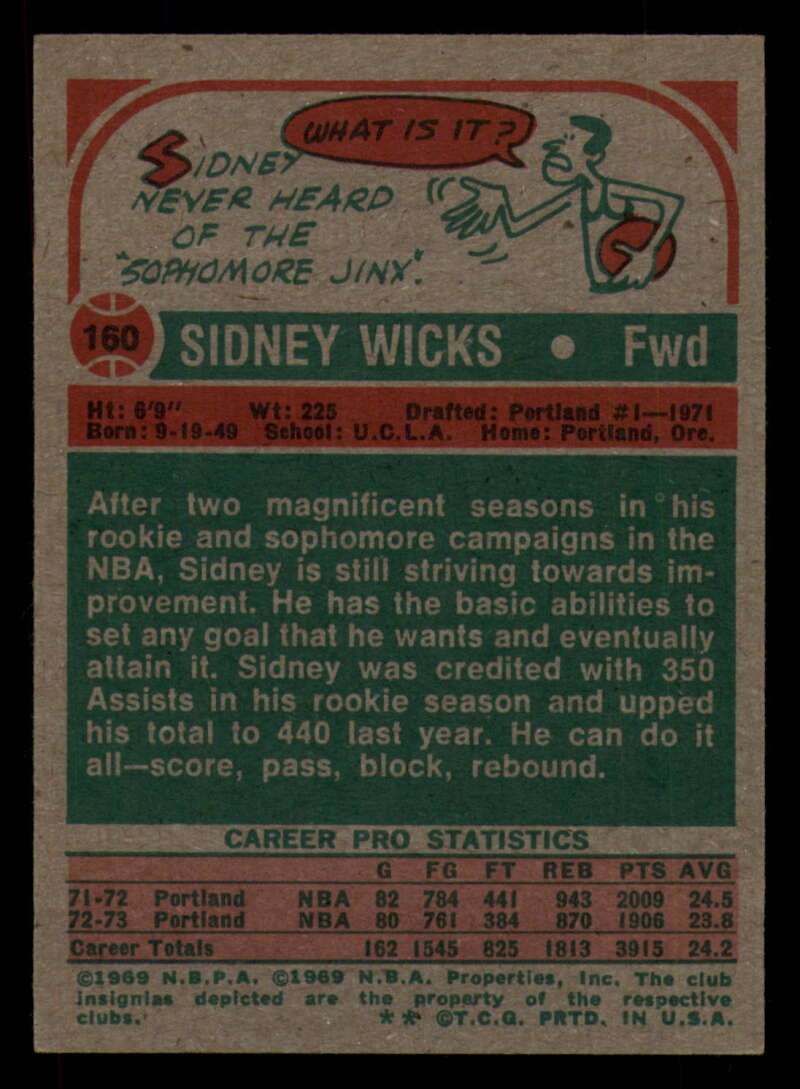 WHAT IS IT?
SIDNEY
NEVER HEARD
OF THE
"SOPHOMORE JINX".
160 SIDNEY WICKS • Fwd
Ht: 6'9" Wt: 225 Drafted: Portland #1—1971
Born: 9-19-49 School: U.C.L.A. Home: Portland, Ore.
After two magnificent seasons in his
rookie and sophomore campaigns in the
NBA, Sidney is still striving towards im-
provement. He has the basic abilities to
set any goal that he wants and eventually
attain it. Sidney was credited with 350
Assists in his rookie season and upped
his total to 440 last year. He can do it
all—score, pass, block, rebound.
CAREER PRO STATISTICS
G FG FT REB PTS AVG
71-72 Portland NBA 82 784 441 943 2009 24.5
72-73 Portland NBA 80 761 384 870 1906 23.8
Career Totals 162 1545 825 1813 3915 24.2
©1969 N.B.P.A. ©1969 N.B.A. Properties, Inc. The club
insignias depicted are the property of the respective
clubs. ** ©T.C.G. PRTD. IN U.S.A.